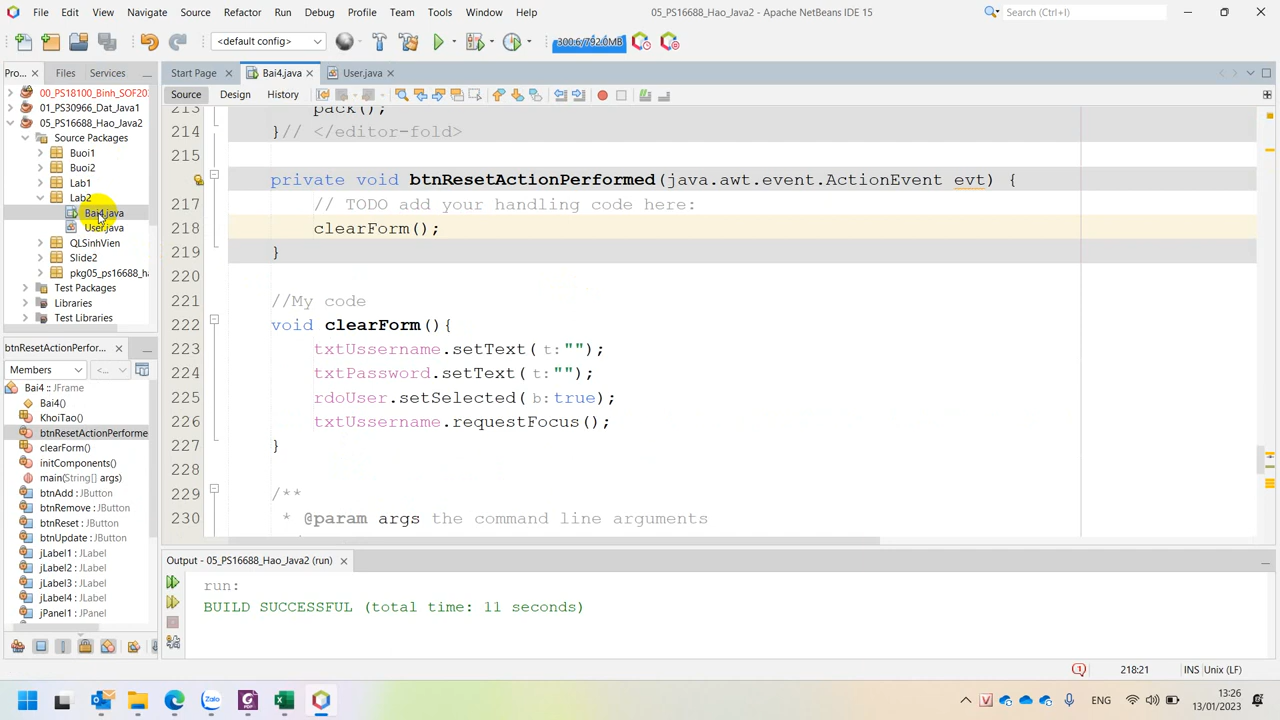 File Edit View Navigate Source Refactor Run Debug Profile Team Tools Window Help 05_PS16688_Hao_Java2 - Apache NetBeans IDE 15 Search (Ctrl+I)
<default config> 300.6/792.0MB
Pro... Files Services Start Page Bai4.java User.java
00_PS18100_Binh_SOF20
01_PS30966_Dat_Java1
05_PS16688_Hao_Java2
Source Packages
Buoi1
Buoi2
Lab1
Lab2
Bai4.java
User.java
QLSinhVien
Slide2
pkg05_ps16688_ha
Test Packages
Libraries
Test Libraries
Source Design History
213 pack();
214 }// </editor-fold>
215
private void btnResetActionPerformed(java.awt.event.ActionEvent evt) {
217 // TODO add your handling code here:
218 clearForm();
219 }
220
221 //My code
222 void clearForm(){
223 txtUssername.setText(t:"");
224 txtPassword.setText(t:"");
225 rdoUser.setSelected(b:true);
226 txtUssername.requestFocus();
227 }
228
229 /**
230 * @param args the command line arguments
btnResetActionPerfor...
Members <...
Bai4 :: JFrame
Bai4()
KhoiTao()
btnResetActionPerforme
clearForm()
initComponents()
main(String[] args)
btnAdd : JButton
btnRemove : JButton
btnReset : JButton
btnUpdate : JButton
jLabel1 : JLabel
jLabel2 : JLabel
jLabel3 : JLabel
jLabel4 : JLabel
jPanel1 : JPanel
Output - 05_PS16688_Hao_Java2 (run)
run:
BUILD SUCCESSFUL (total time: 11 seconds)
1 218:21 INS Unix (LF)
Zalo ENG 13:26
13/01/2023